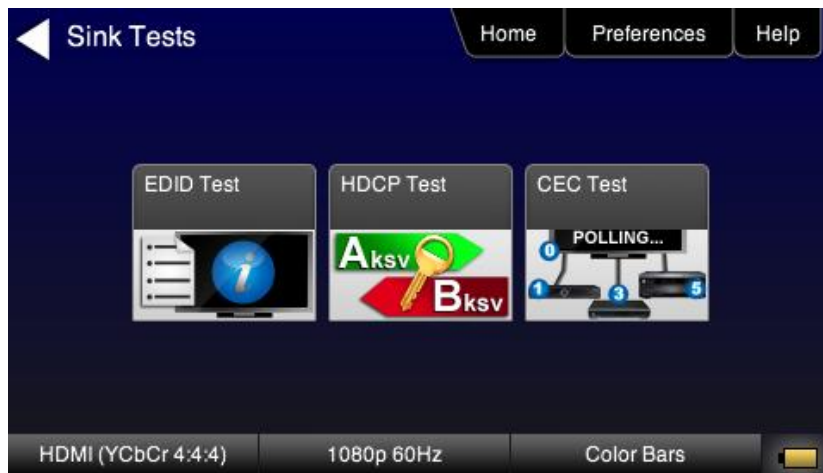 Sink Tests
Home
Preferences
Help
EDID Test
HDCP Test
CEC Test
i
Aksv
Bksv
POLLING...
0
1
3
5
HDMI (YCbCr 4:4:4)
1080p 60Hz
Color Bars